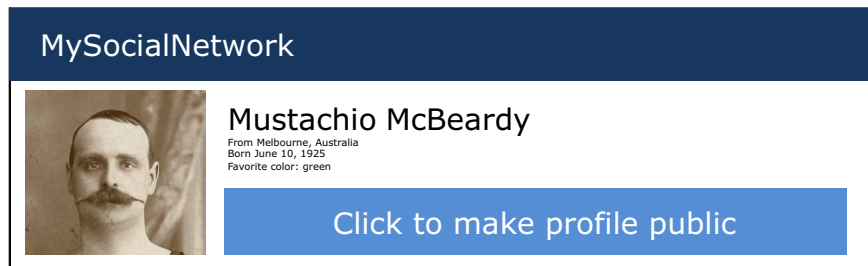 MySocialNetwork
Mustachio McBeardy
From Melbourne, Australia
Born June 10, 1925
Favorite color: green
Click to make profile public